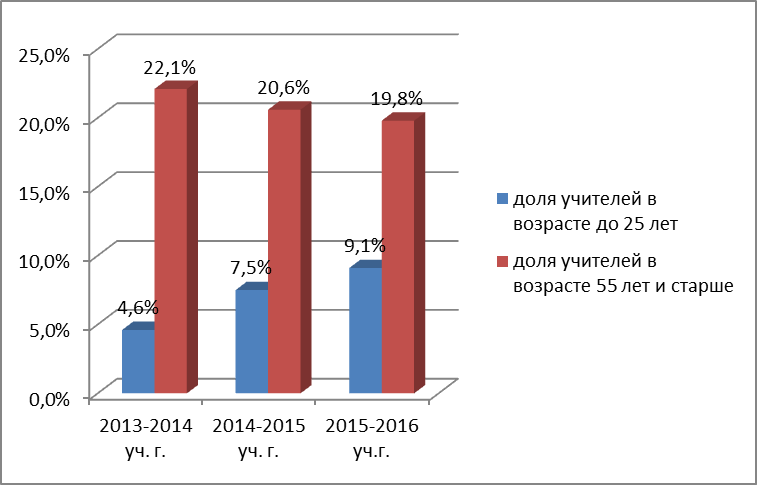 25,0%
20,0%
15,0%
10,0%
5,0%
0,0%
22,1%
20,6%
19,8%
4,6%
7,5%
9,1%
2013-2014
уч. г.
2014-2015
уч. г.
2015-2016
уч.г.
доля учителей в
возрасте до 25 лет
доля учителей в
возрасте 55 лет и старше